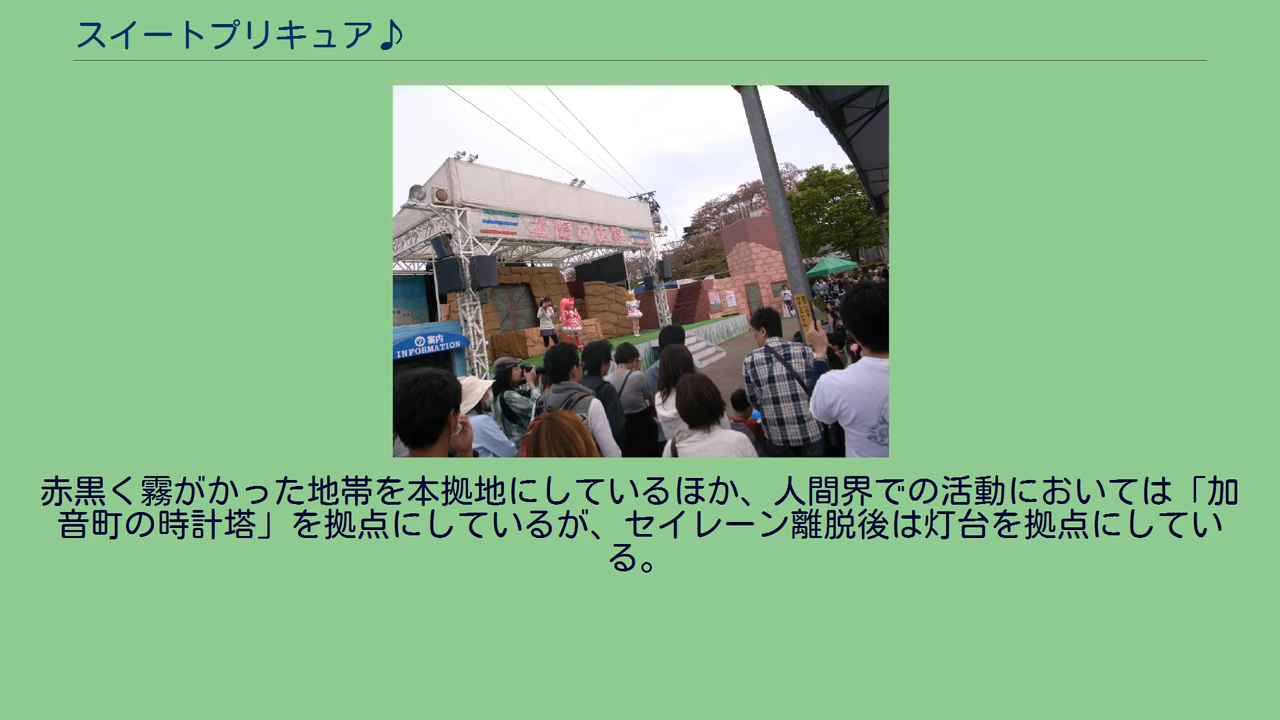 スイートプリキュア♪
案内
INFORMATION
赤黒く霧がかった地帯を本拠地にしているほか、人間界での活動においては「加
音町の時計塔」を拠点にしているが、セイレーン離脱後は灯台を拠点にしてい
る。